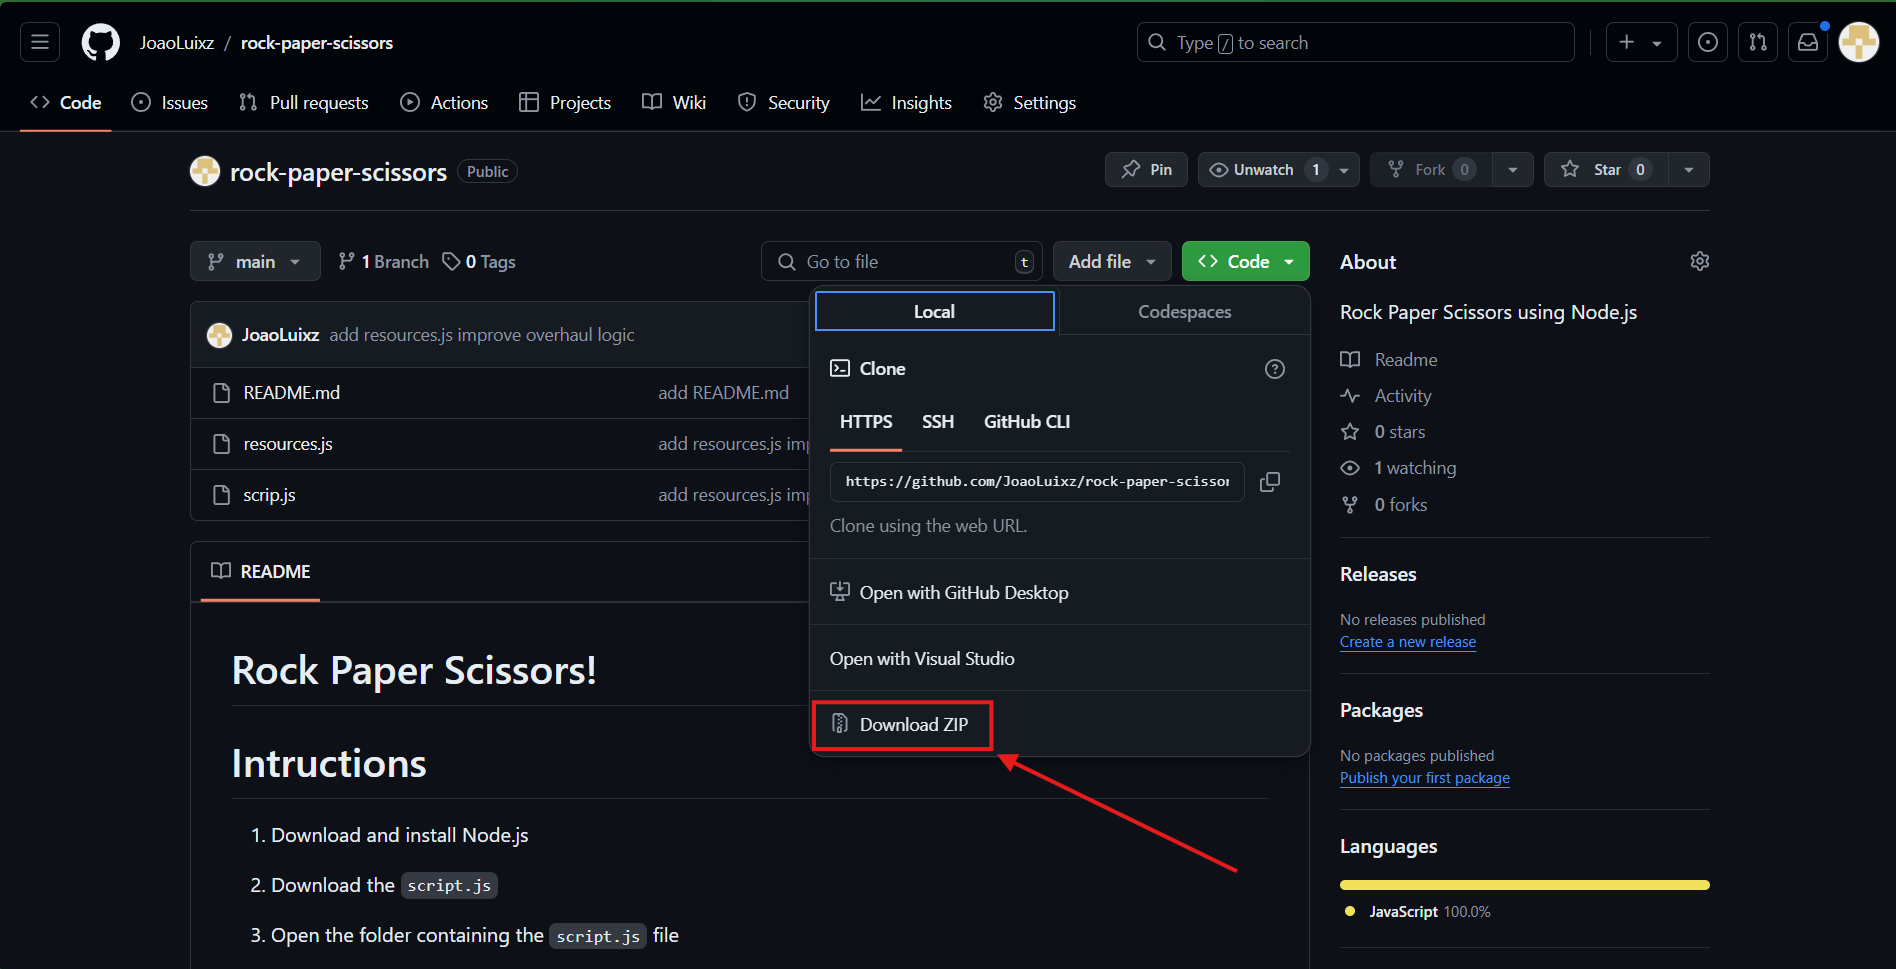 JoaoLuixz / rock-paper-scissors
Type / to search
Code Issues Pull requests Actions Projects Wiki Security Insights Settings
rock-paper-scissors Public
Pin Unwatch 1 Fork 0 Star 0
main 1 Branch 0 Tags Go to file t Add file Code
Local Codespaces
Clone
HTTPS SSH GitHub CLI
https://github.com/JoaoLuixz/rock-paper-scissor
Clone using the web URL.
Open with GitHub Desktop
Open with Visual Studio
Download ZIP
JoaoLuixz add resources.js improve overhaul logic
README.md add README.md
resources.js add resources.js imp
scrip.js add resources.js imp
README
Rock Paper Scissors!
Intructions
1. Download and install Node.js
2. Download the script.js
3. Open the folder containing the script.js file
About
Rock Paper Scissors using Node.js
Readme
Activity
0 stars
1 watching
0 forks
Releases
No releases published
Create a new release
Packages
No packages published
Publish your first package
Languages
JavaScript 100.0%